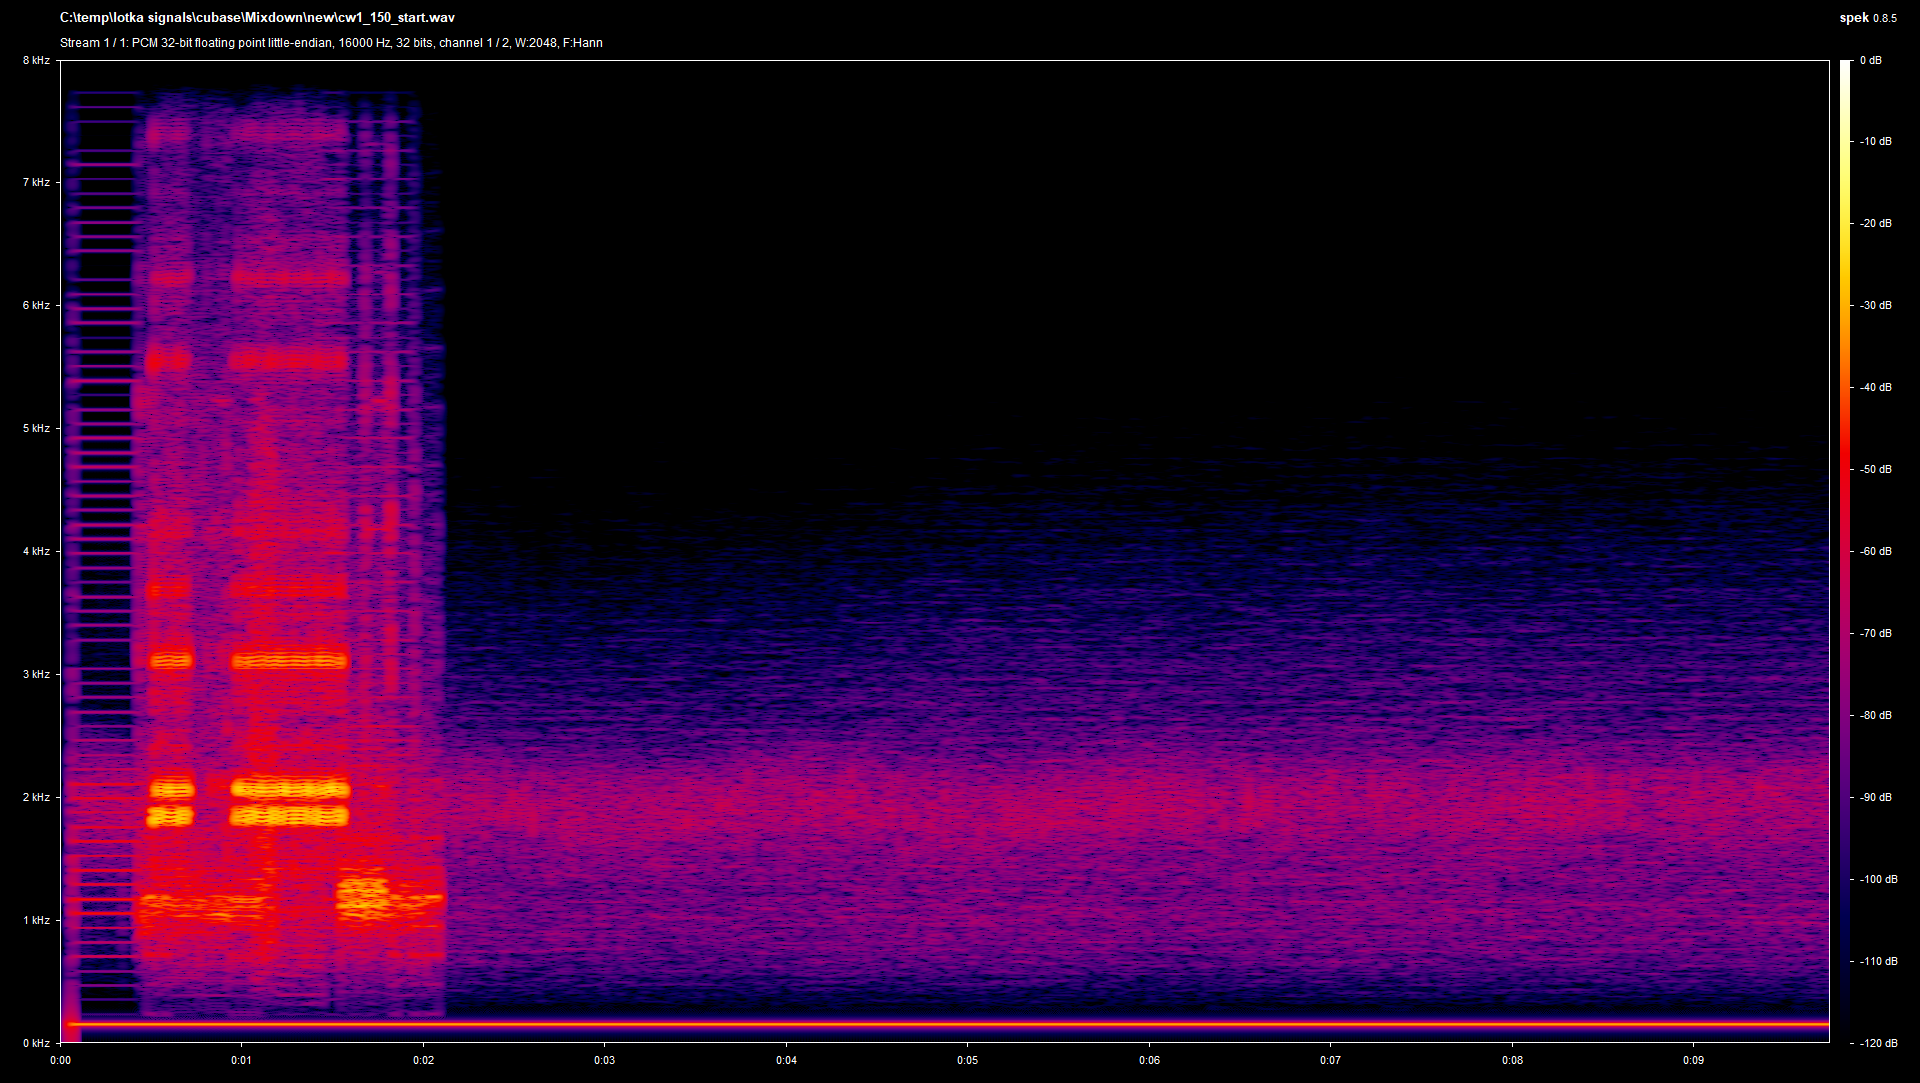 C:\temp\lotka signals\cubase\Mixdown\new\cw1_150_start.wav
spek 0.8.5
Stream 1 / 1: PCM 32-bit floating point little-endian, 16000 Hz, 32 bits, channel 1 / 2, W:2048, F:Hann
8 kHz
7 kHz
6 kHz
5 kHz
4 kHz
3 kHz
2 kHz
1 kHz
0 kHz
0:00
0:01
0:02
0:03
0:04
0:05
0:06
0:07
0:08
0:09
0 dB
-10 dB
-20 dB
-30 dB
-40 dB
-50 dB
-60 dB
-70 dB
-80 dB
-90 dB
-100 dB
-110 dB
-120 dB